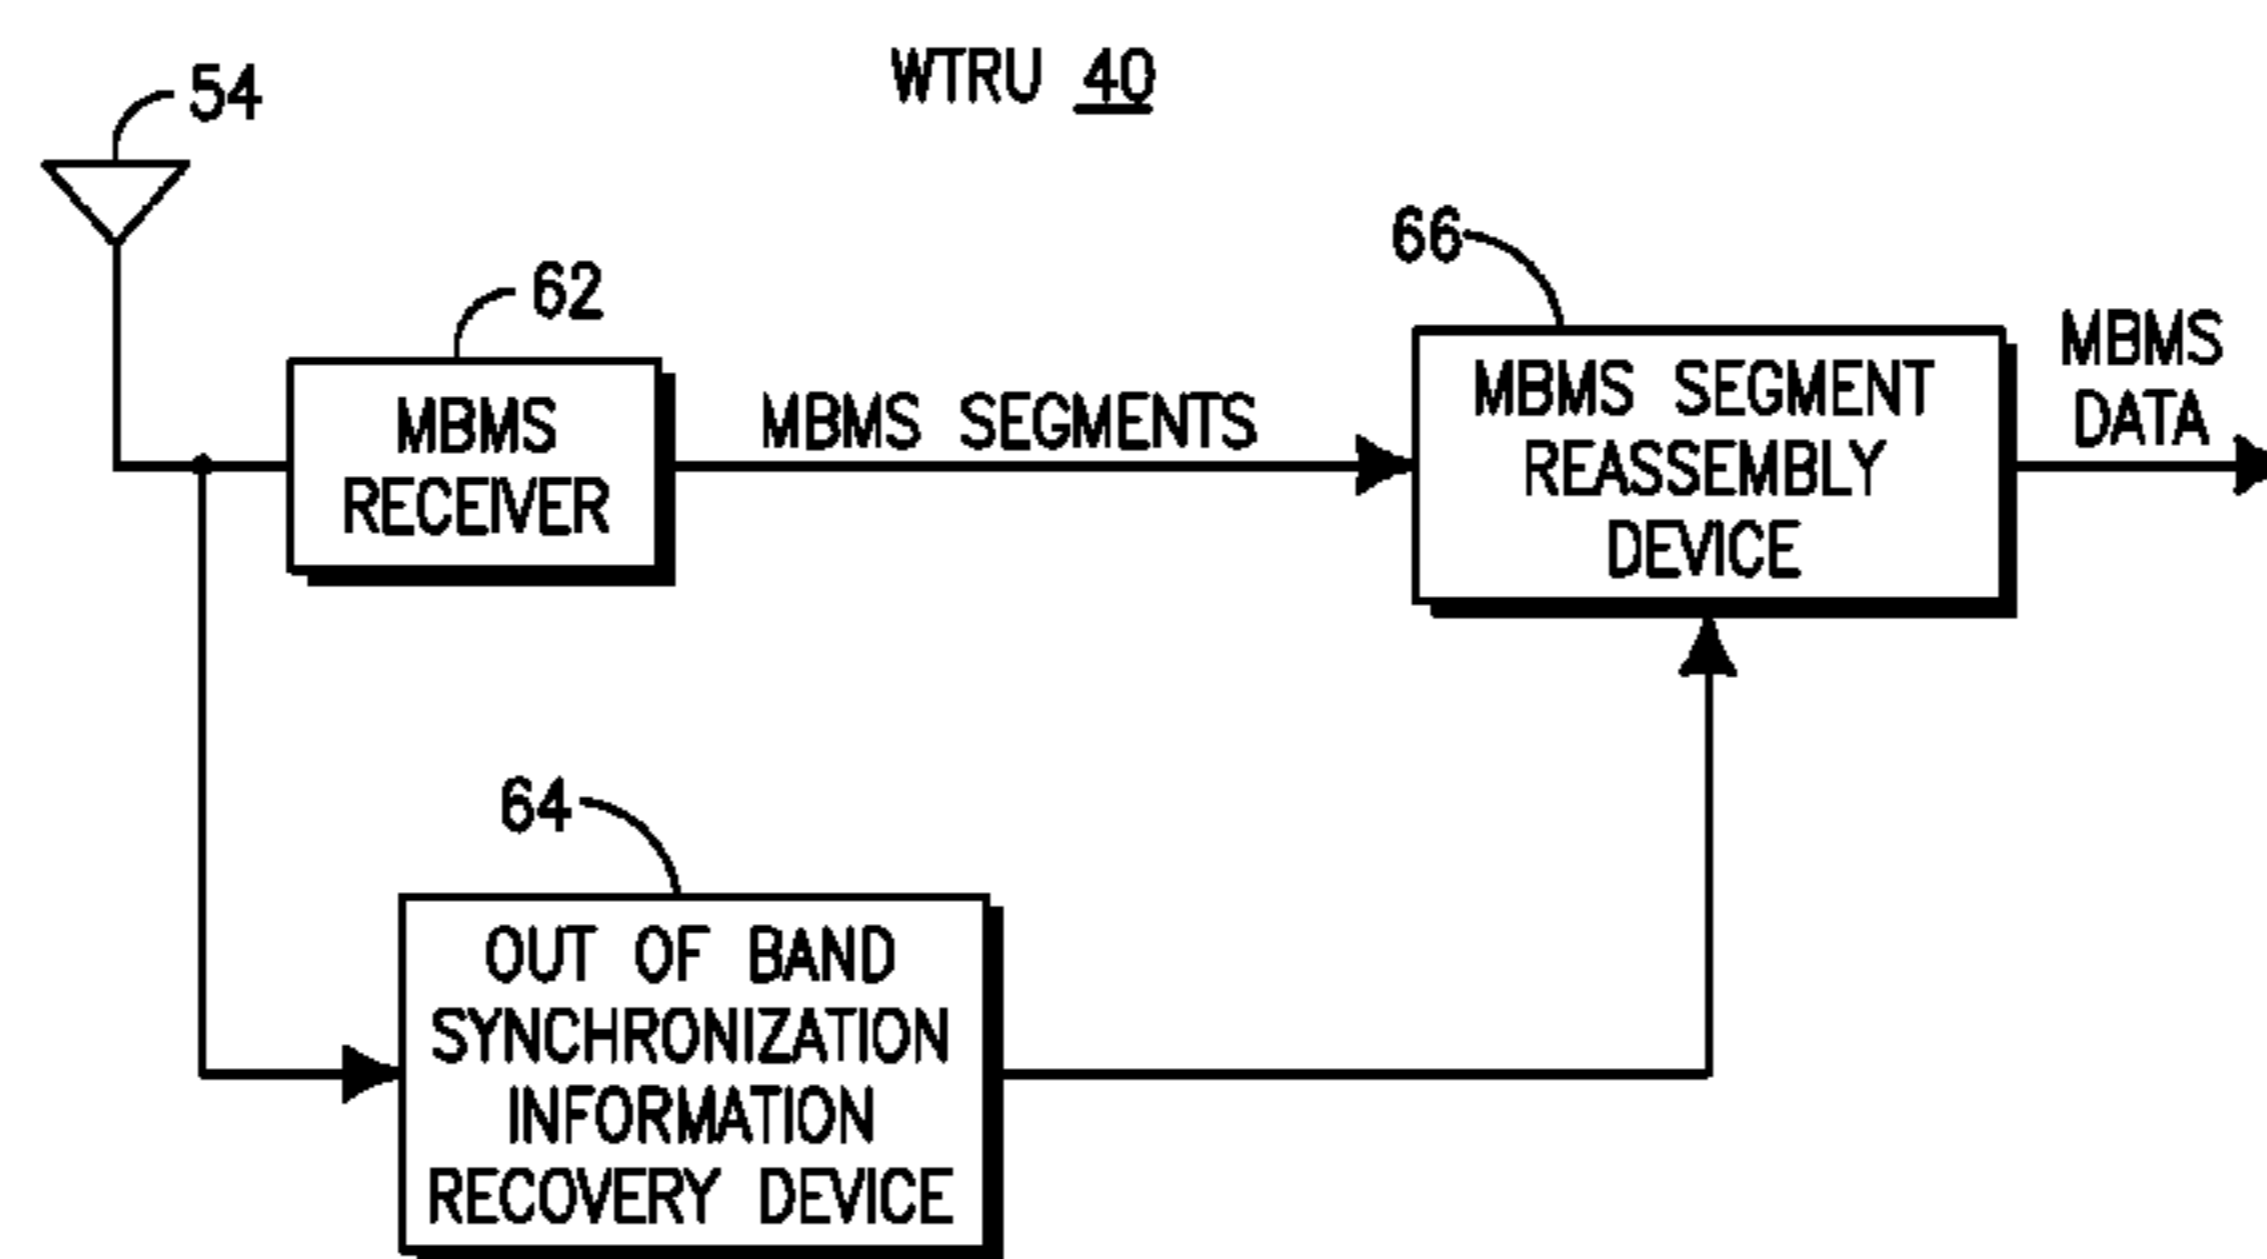 WTRU 40
54
62
66
MBMS
RECEIVER
MBMS SEGMENTS
MBMS SEGMENT
REASSEMBLY
DEVICE
MBMS
DATA
64
OUT OF BAND
SYNCHRONIZATION
INFORMATION
RECOVERY DEVICE